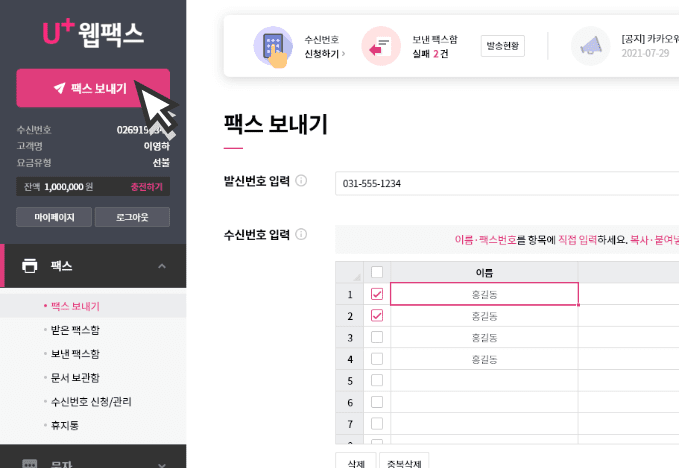 U+웹팩스
팩스 보내기
수신번호
고객명 이영하
요금유형 선불
잔액 1,000,000 원 충전하기
마이페이지 로그아웃
팩스
팩스 보내기
받은 팩스함
보낸 팩스함
문서 보관함
수신번호 신청/관리
휴지통
문자
수신번호
신청하기 >
보낸 팩스함
실패 2 건
발송현황
[공지] 카카오
2021-07-29
팩스 보내기
발신번호 입력
031-555-1234
수신번호 입력
이름·팩스번호를 항목에 직접 입력하세요. 복사·붙여
이름
1 홍길동
2 홍길동
3 홍길동
4 홍길동
5
6
7
삭제 중복삭제